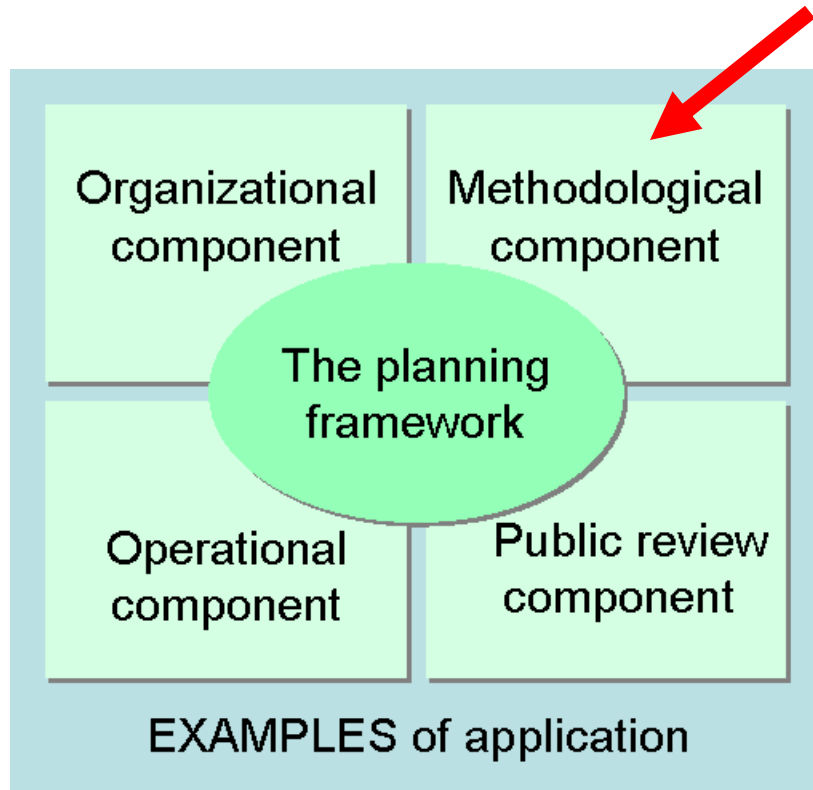 Organizational
component
Methodological
component
The planning
framework
Operational
component
Public review
component
EXAMPLES of application